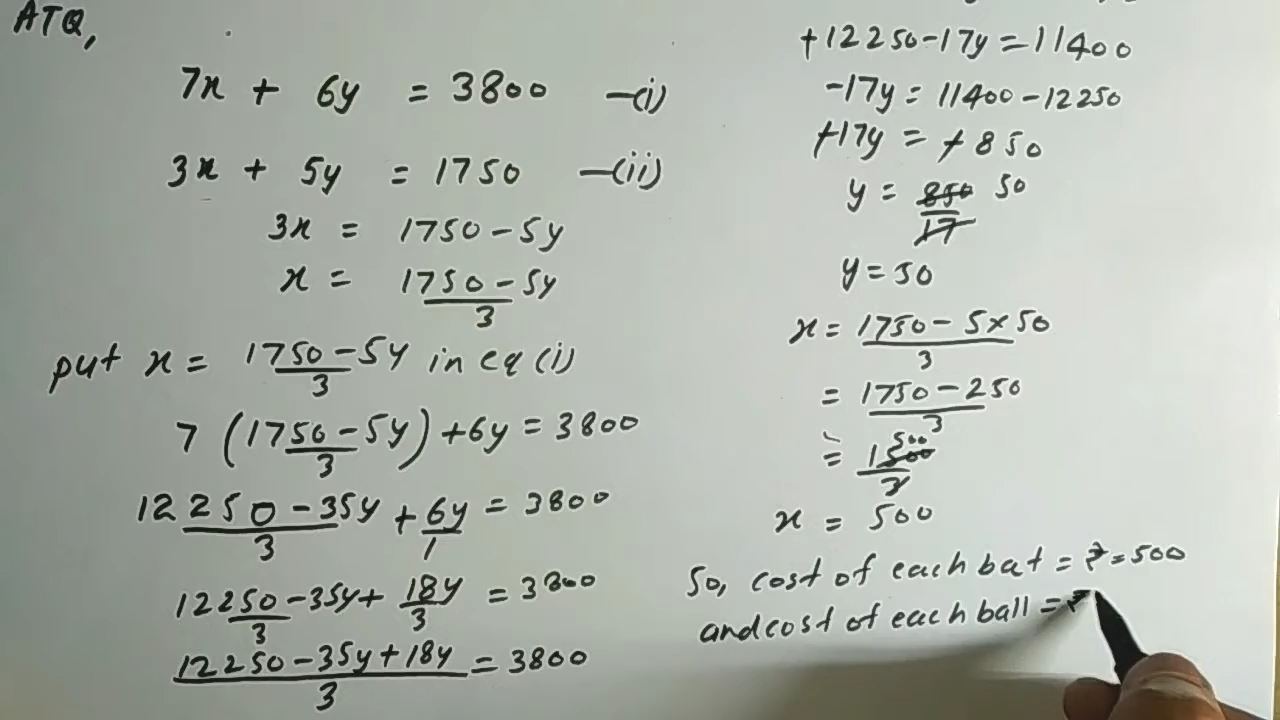 ATQ,
7x + 6y = 3800 —(i)
3x + 5y = 1750 —(ii)
3x = 1750 - 5y
x = 1750 - 5y / 3
put x = 1750 - 5y / 3 in eq (i)
7 (1750 - 5y / 3) + 6y = 3800
12250 - 35y / 3 + 6y / 1 = 3800
12250 - 35y / 3 + 18y / 3 = 3800
12250 - 35y + 18y / 3 = 3800
+12250 - 17y = 11400
-17y = 11400 - 12250
+17y = +850
y = 850 / 17 50
y = 50
x = 1750 - 5 × 50 / 3
= 1750 - 250 / 3
= 1500 / 3 500
x = 500
So, cost of each bat = ₹ = 500
and cost of each ball = ₹